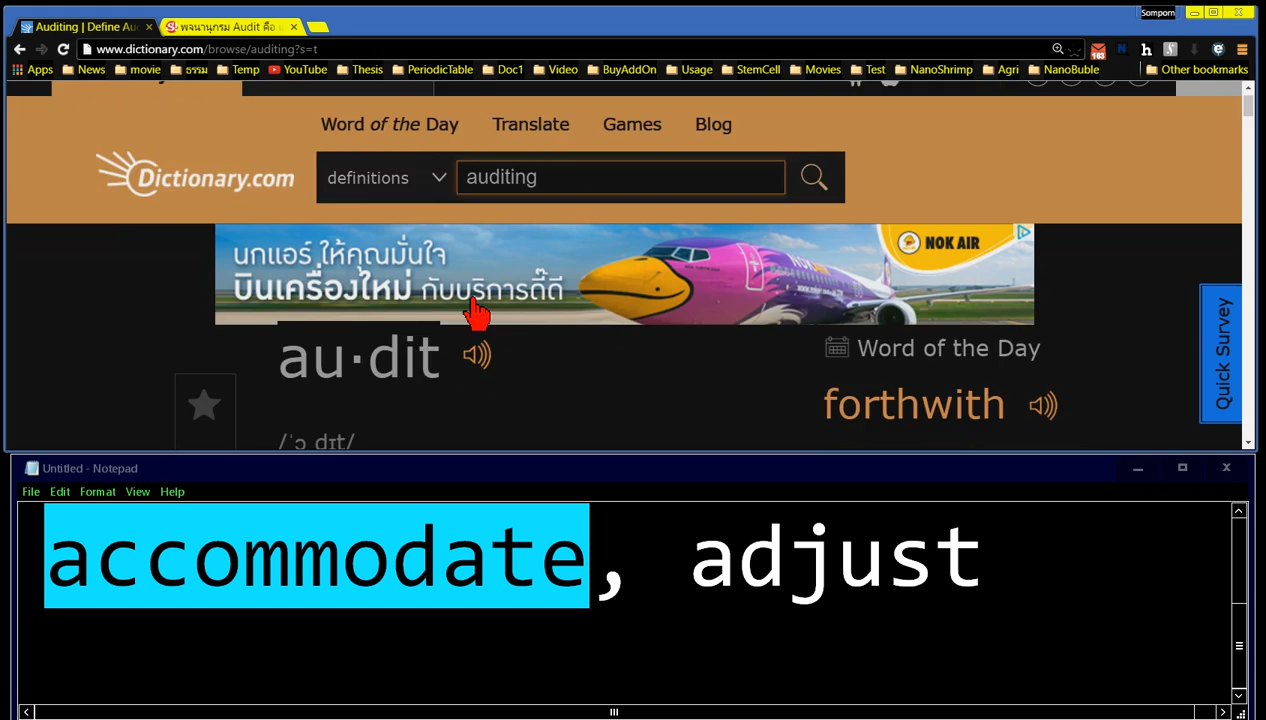 Somporn
Auditing | Define Au
พจนานุกรม Audit คือ
www.dictionary.com/browse/auditing?s=t
163
Apps News movie ธรรม Temp YouTube Thesis PeriodicTable Doc1 Video BuyAddOn Usage StemCell Movies Test NanoShrimp Agri NanoBuble Other bookmarks
Word of the Day Translate Games Blog
Dictionary.com definitions auditing
นกแอร์ ให้คุณมั่นใจ
บินเครื่องใหม่ กับบริการดี๊ดี
NOK AIR
au·dit
/ˈɔ dɪt/
Word of the Day
forthwith
Quick Survey
Untitled - Notepad
File Edit Format View Help
accommodate, adjust